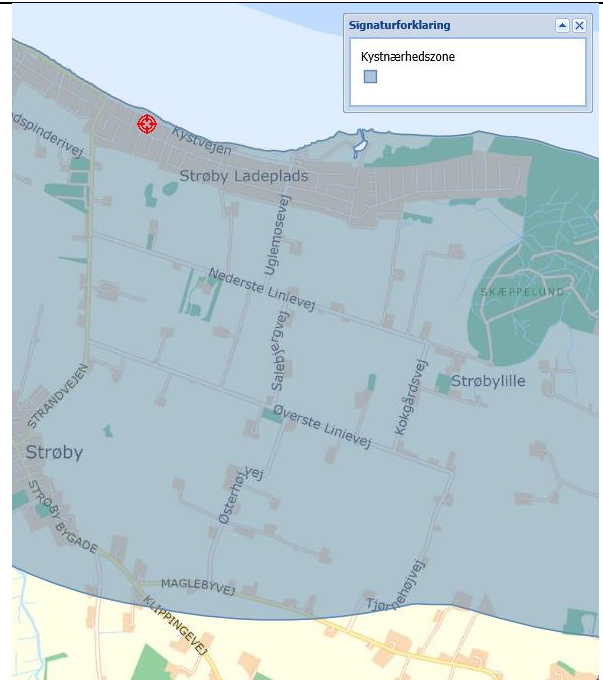 Signaturforklaring
Kystnærhedszone
Kystvejen
Strøby Ladeplads
Uglemosevej
Nederste Linievej
SKÆPPELUND
Salebjergvej
Kokgårdsvej
Strøbylille
STRANDVEJEN
Øverste Linievej
Strøby
Østerhøjvej
STRØBY BYGADE
MAGLEBYVEJ
Tjørnehøjvej
KLIPPINGEVEJ